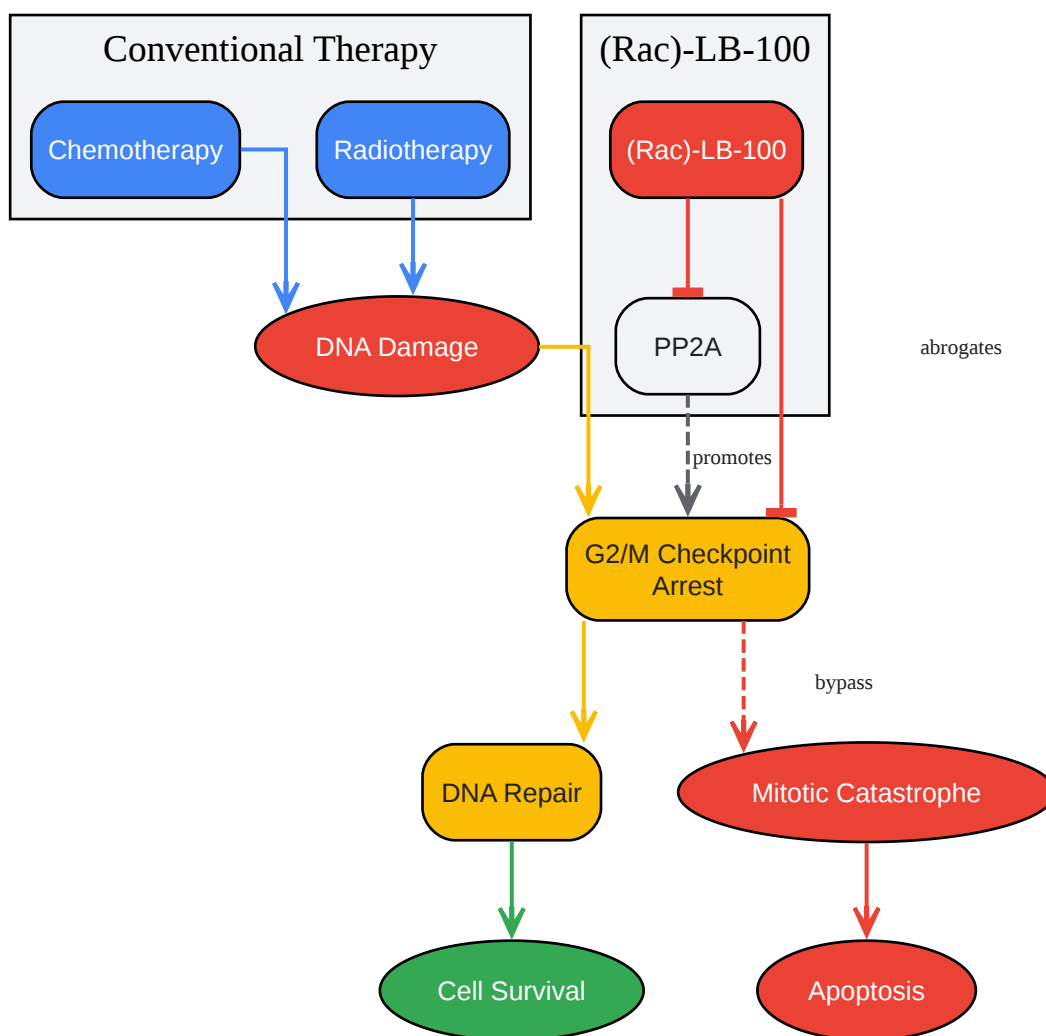 Conventional Therapy
(Rac)-LB-100
Chemotherapy
Radiotherapy
(Rac)-LB-100
DNA Damage
PP2A
abrogates
promotes
G2/M Checkpoint
Arrest
bypass
DNA Repair
Mitotic Catastrophe
Cell Survival
Apoptosis